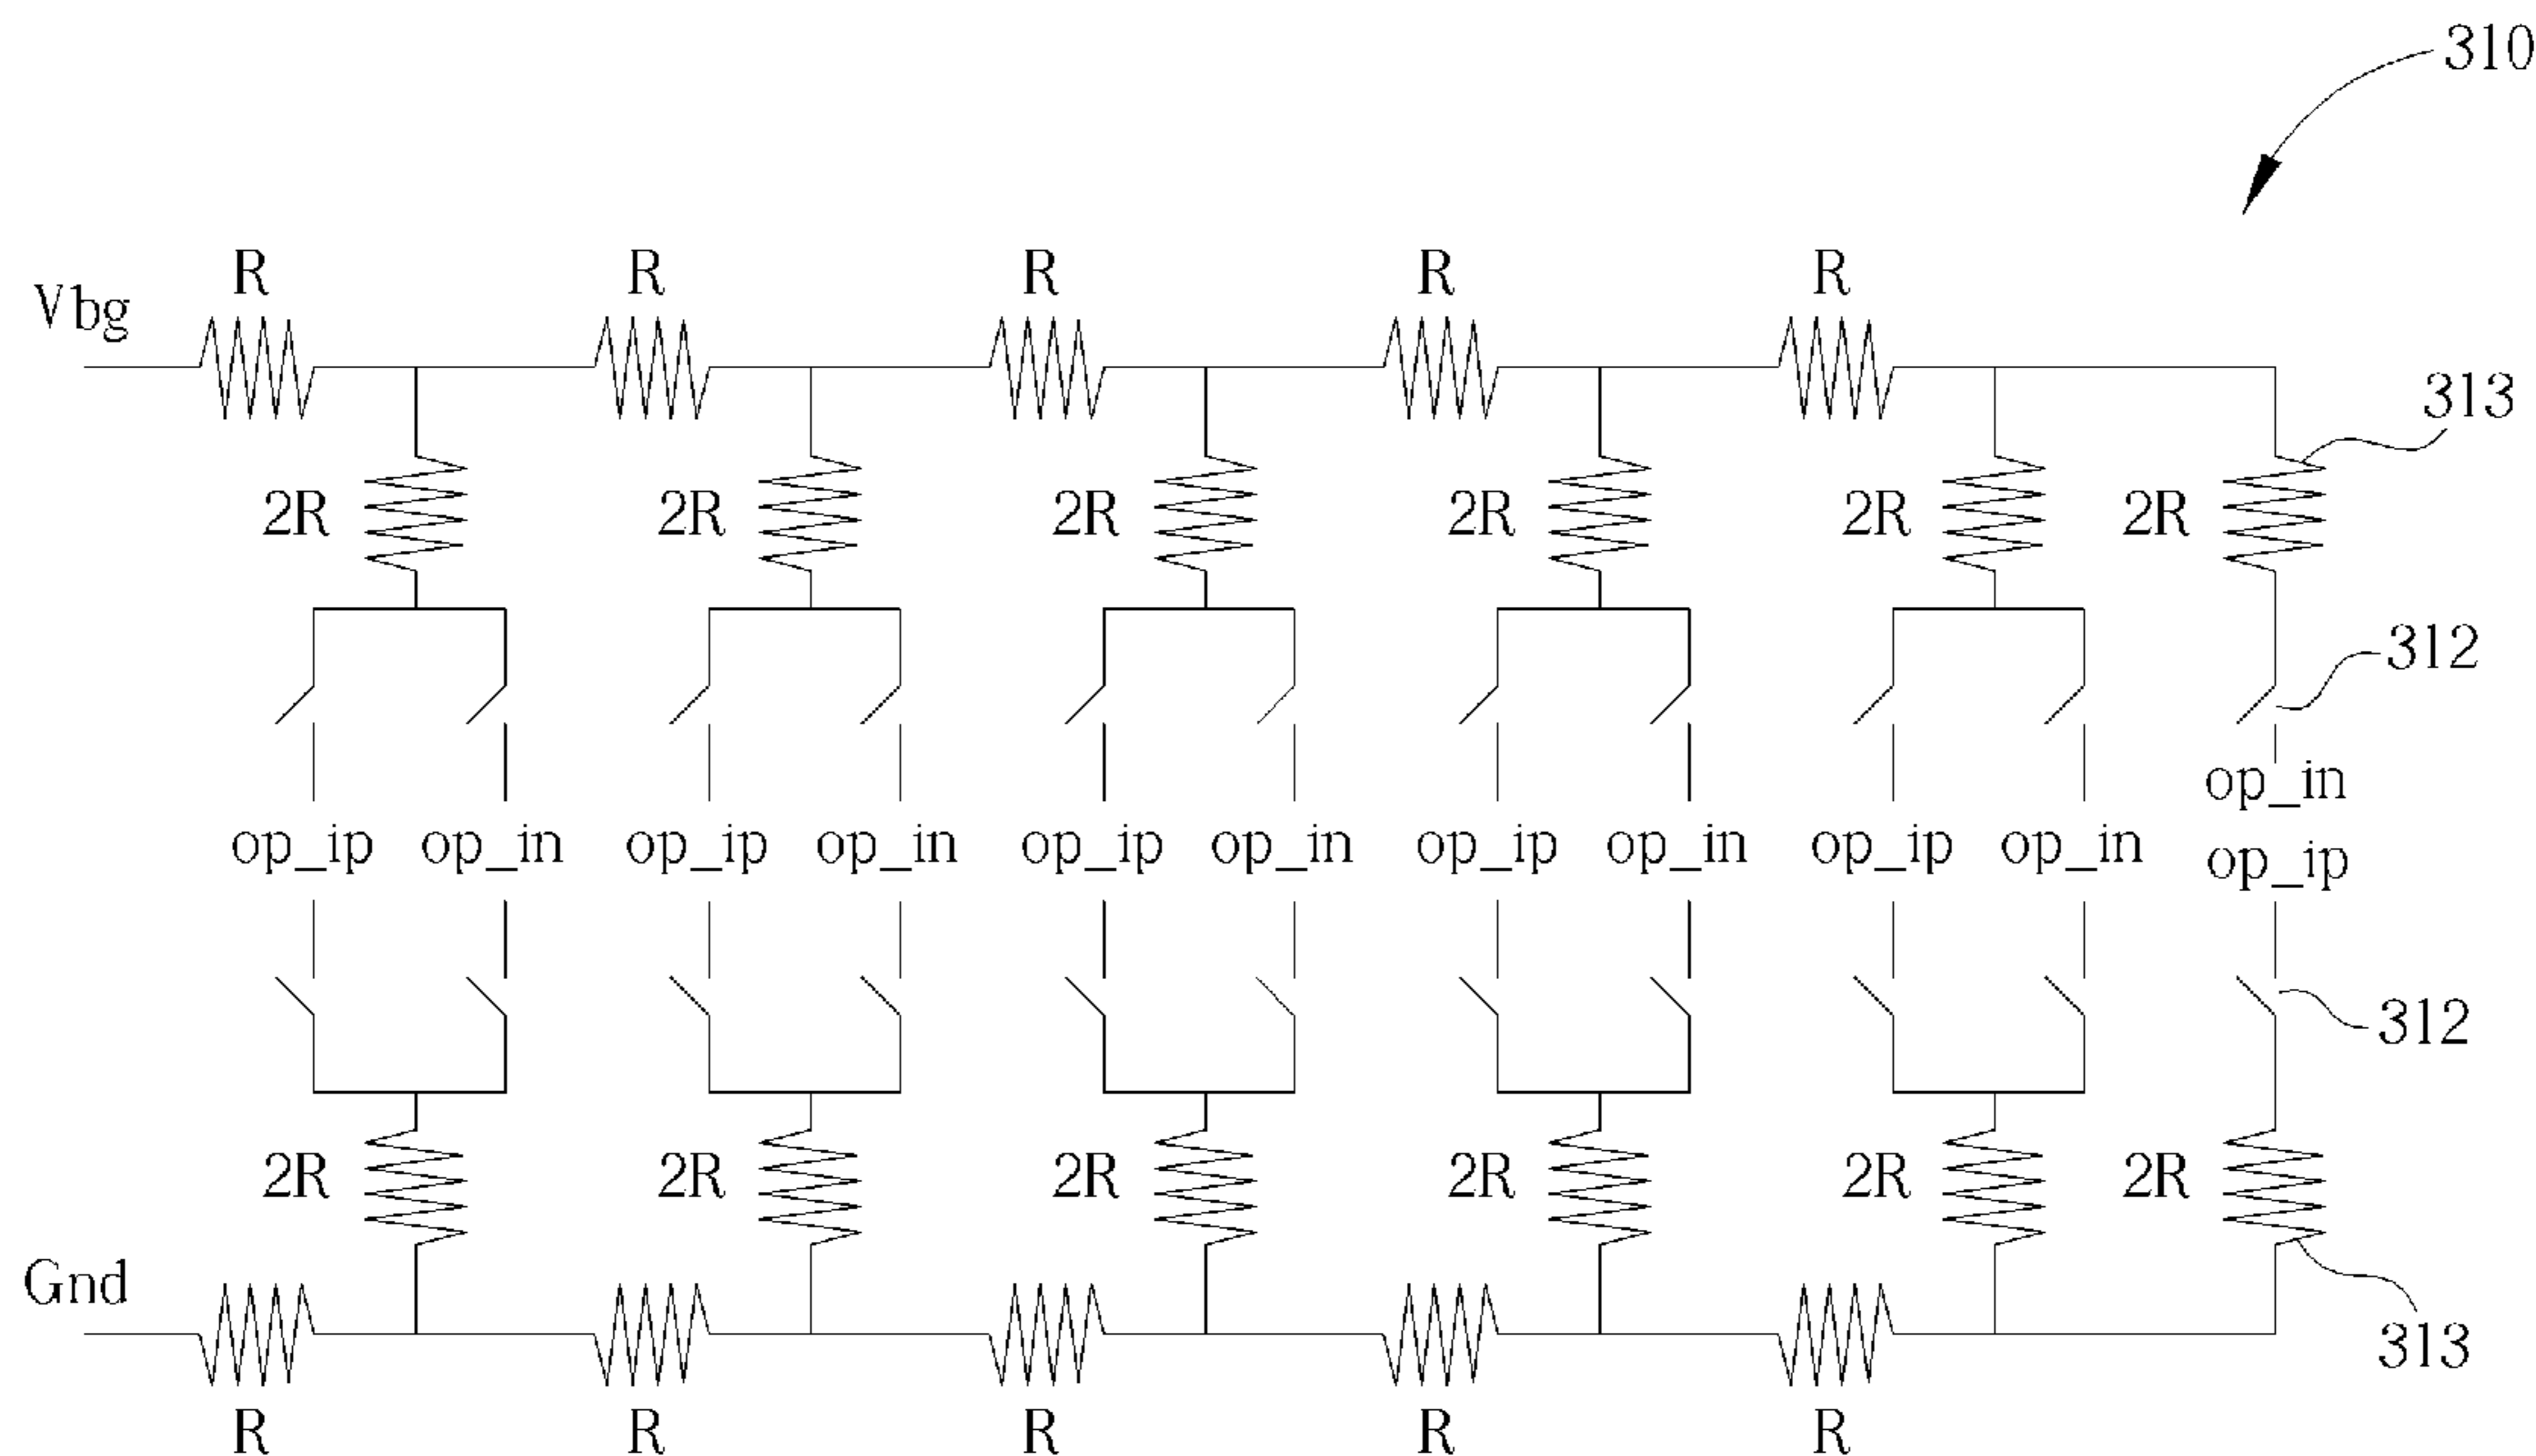 310
R R R R R
Vbg
313
2R 2R 2R 2R 2R 2R
312
op_in
op_ip op_in op_ip op_in op_ip op_in op_ip op_in op_ip op_in
op_ip
312
2R 2R 2R 2R 2R 2R
Gnd
313
R R R R R